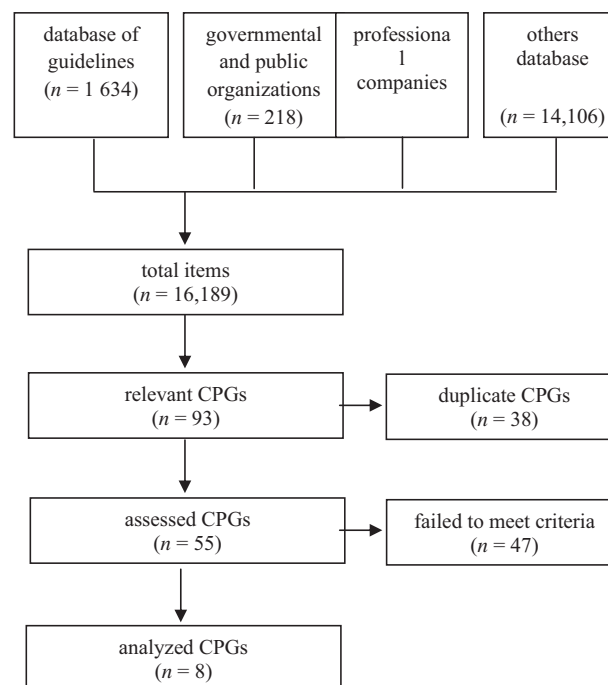 database of
guidelines
(n = 1 634)
governmental
and public
organizations
(n = 218)
professiona
l
companies
others
database
(n = 14,106)
total items
(n = 16,189)
relevant CPGs
(n = 93)
duplicate CPGs
(n = 38)
assessed CPGs
(n = 55)
failed to meet criteria
(n = 47)
analyzed CPGs
(n = 8)